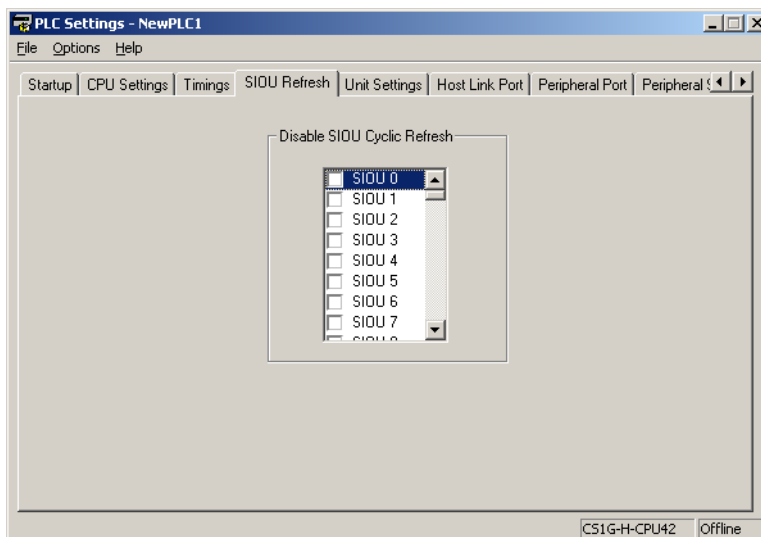 PLC Settings - NewPLC1
File Options Help
Startup CPU Settings Timings SIOU Refresh Unit Settings Host Link Port Peripheral Port Peripheral
Disable SIOU Cyclic Refresh
SIOU 0
SIOU 1
SIOU 2
SIOU 3
SIOU 4
SIOU 5
SIOU 6
SIOU 7
CS1G-H-CPU42 Offline